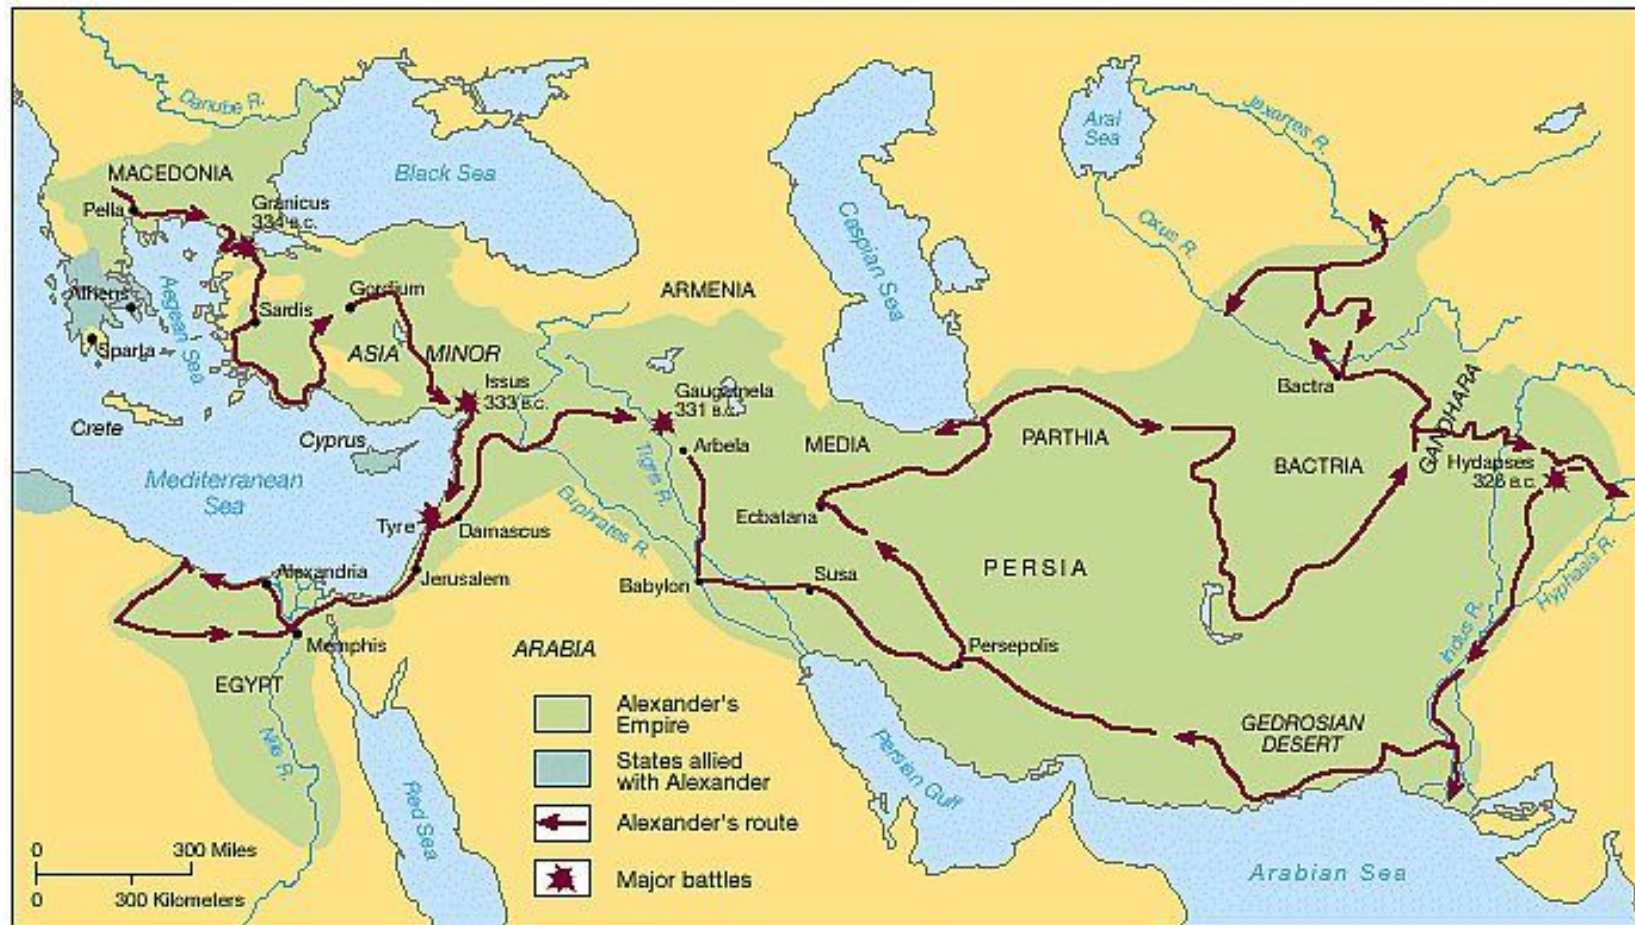 Danube R.
MACEDONIA
Pella
Granicus
334 B.C.
Black Sea
Aegean Sea
Athens
Sparta
Sardis
Gordium
ASIA MINOR
ARMENIA
Caspian Sea
Aral
Sea
Jaxartes R.
Oxus R.
Issus
333 B.C.
Crete
Cyprus
Mediterranean
Sea
Gaugamela
331 B.C.
Arbela
Tigris R.
Euphrates R.
MEDIA
PARTHIA
BACTRIA
Bactra
GANDHARA
Hydapses
326 B.C.
Tyre
Damascus
Jerusalem
Alexandria
Memphis
EGYPT
Nile R.
Red Sea
ARABIA
Babylon
Susa
Ecbatana
PERSIA
Persepolis
Persian Gulf
GEDROSIAN
DESERT
Indus R.
Hyphasis R.
Arabian Sea
Alexander's
Empire
States allied
with Alexander
Alexander's route
Major battles
0 300 Miles
0 300 Kilometers